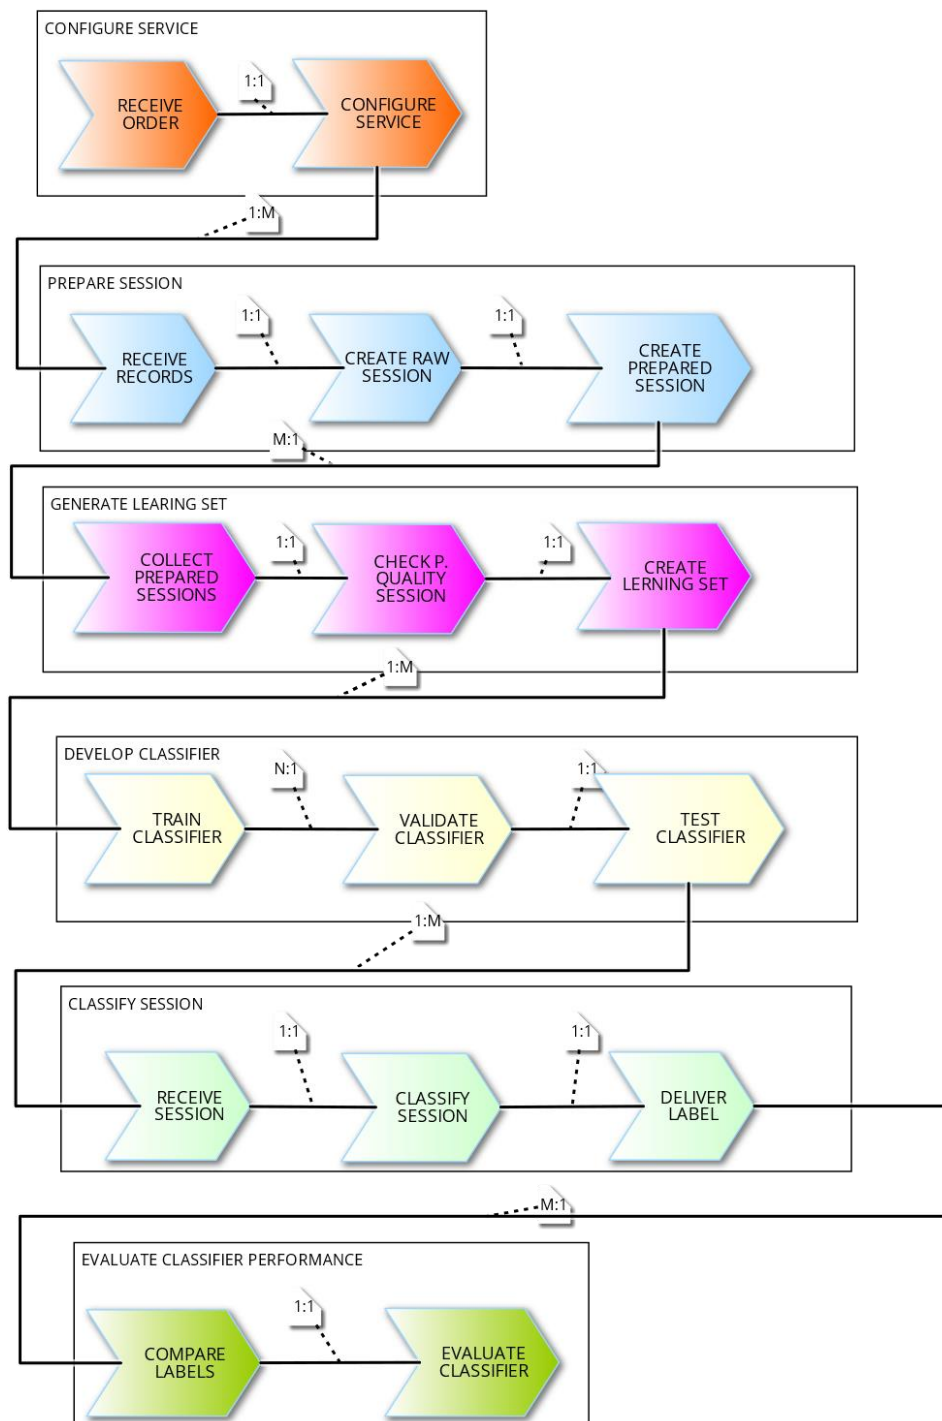 CONFIGURE SERVICE
1:1
RECEIVE
ORDER
CONFIGURE
SERVICE
1:M
PREPARE SESSION
1:1
1:1
RECEIVE
RECORDS
CREATE RAW
SESSION
CREATE
PREPARED
SESSION
M:1
GENERATE LEARING SET
1:1
1:1
COLLECT
PREPARED
SESSIONS
CHECK P.
QUALITY
SESSION
CREATE
LERNING SET
1:M
DEVELOP CLASSIFIER
N:1
1:1
TRAIN
CLASSIFIER
VALIDATE
CLASSIFIER
TEST
CLASSIFIER
1:M
CLASSIFY SESSION
1:1
1:1
RECEIVE
SESSION
CLASSIFY
SESSION
DELIVER
LABEL
M:1
EVALUATE CLASSIFIER PERFORMANCE
1:1
COMPARE
LABELS
EVALUATE
CLASSIFIER